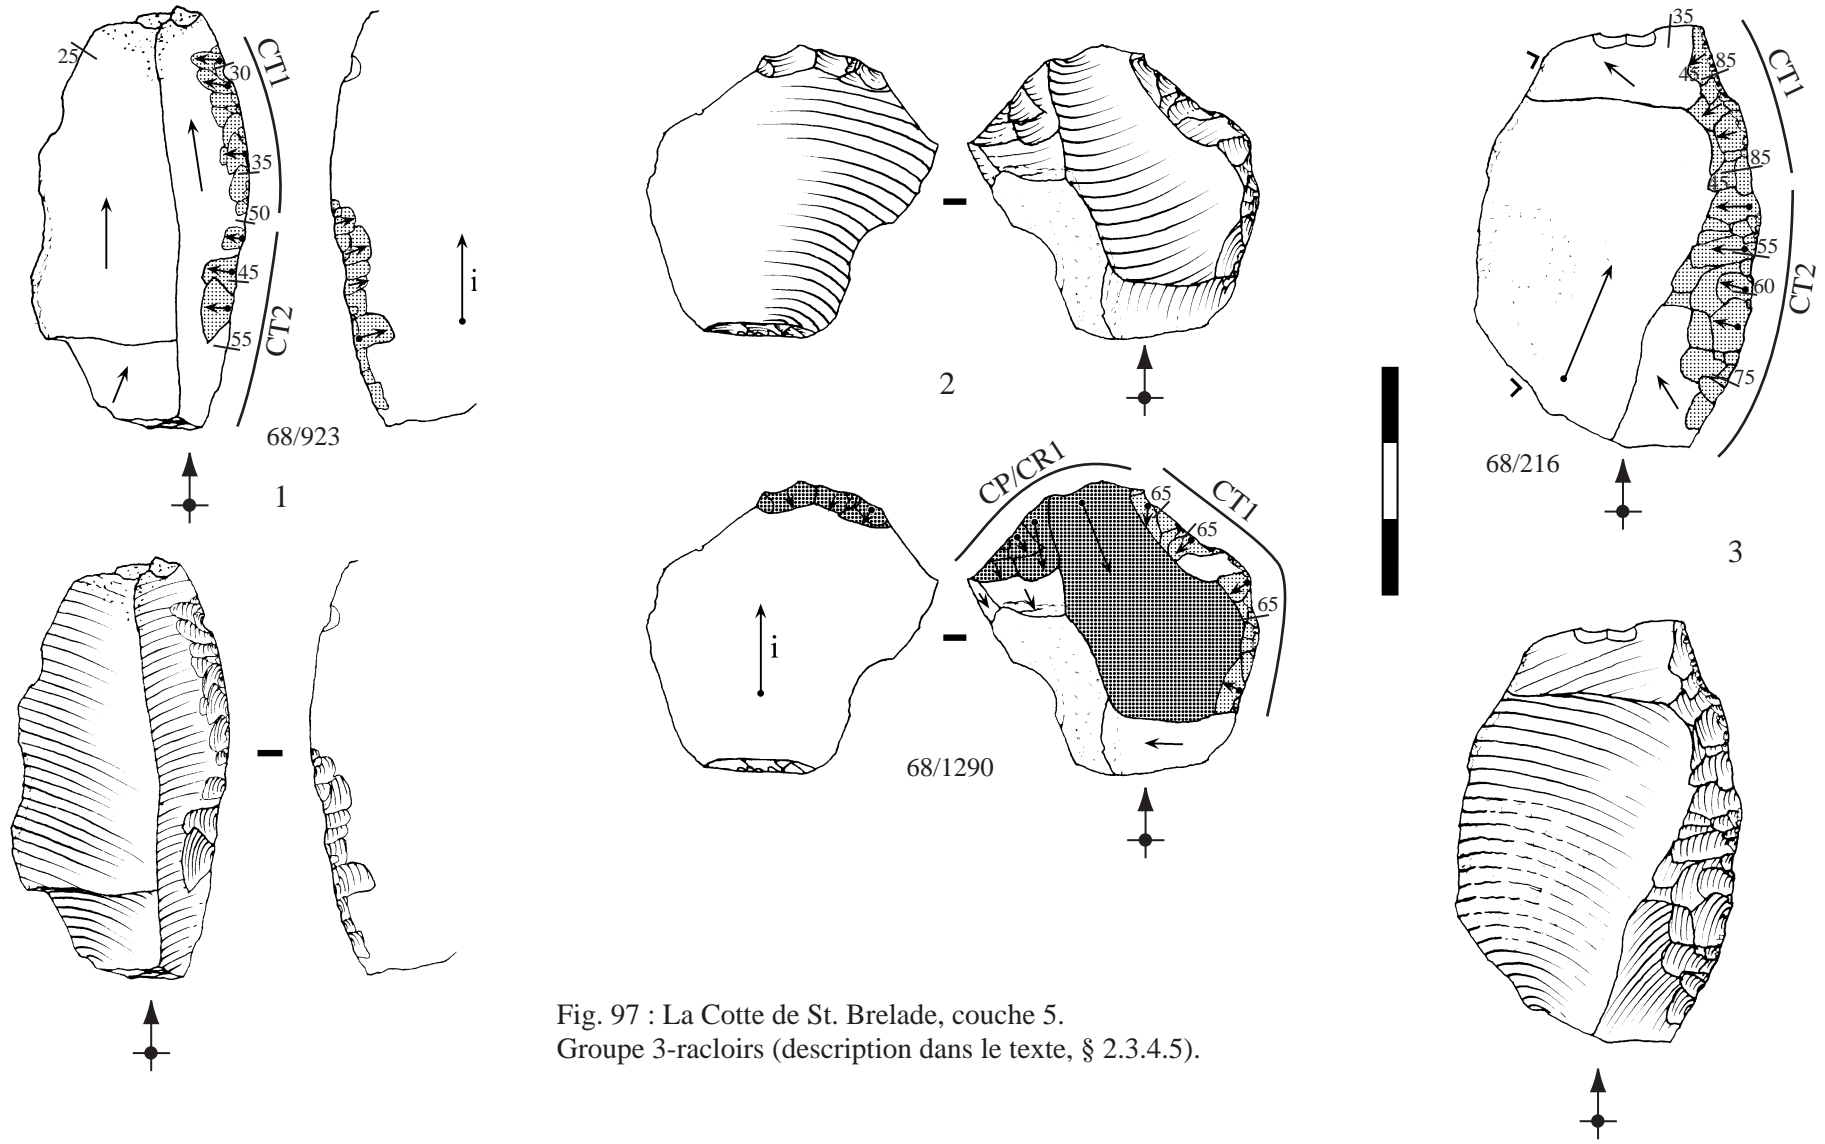 25
30
35
50
45
55
CT1
CT2
i
68/923
1
2
CP/CR1
CT1
65
65
65
i
68/1290
35
85
45
85
45
55
60
75
CT1
CT2
68/216
3
Fig. 97 : La Cotte de St. Brelade, couche 5.
Groupe 3-racloirs (description dans le texte, § 2.3.4.5).